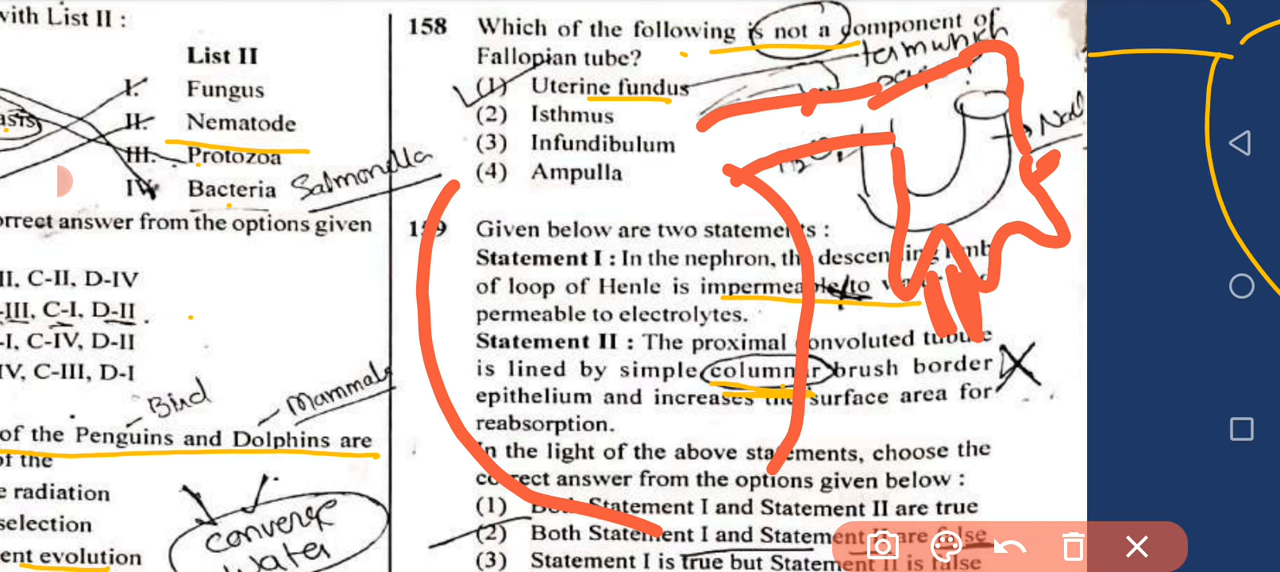 with List II :
List II
I. Fungus
II. Nematode
III. Protozoa
IV. Bacteria
Salmonella
orrect answer from the options given
II, C-II, D-IV
-III, C-I, D-II
-I, C-IV, D-II
IV, C-III, D-I
Bird
Mammals
of the Penguins and Dolphins are
of the
e radiation
selection
ent evolution
converge
water
158 Which of the following is not a component of
Fallopian tube?
term which
(1) Uterine fundus
(2) Isthmus
(3) Infundibulum
(4) Ampulla
159 Given below are two statements :
Statement I : In the nephron, the descending limb
of loop of Henle is impermeable to
permeable to electrolytes.
Statement II : The proximal convoluted tubule
is lined by simple columnar brush border
epithelium and increases the surface area for
reabsorption.
In the light of the above statements, choose the
correct answer from the options given below :
(1) Both Statement I and Statement II are true
(2) Both Statement I and Statement II are false
(3) Statement I is true but Statement II is false